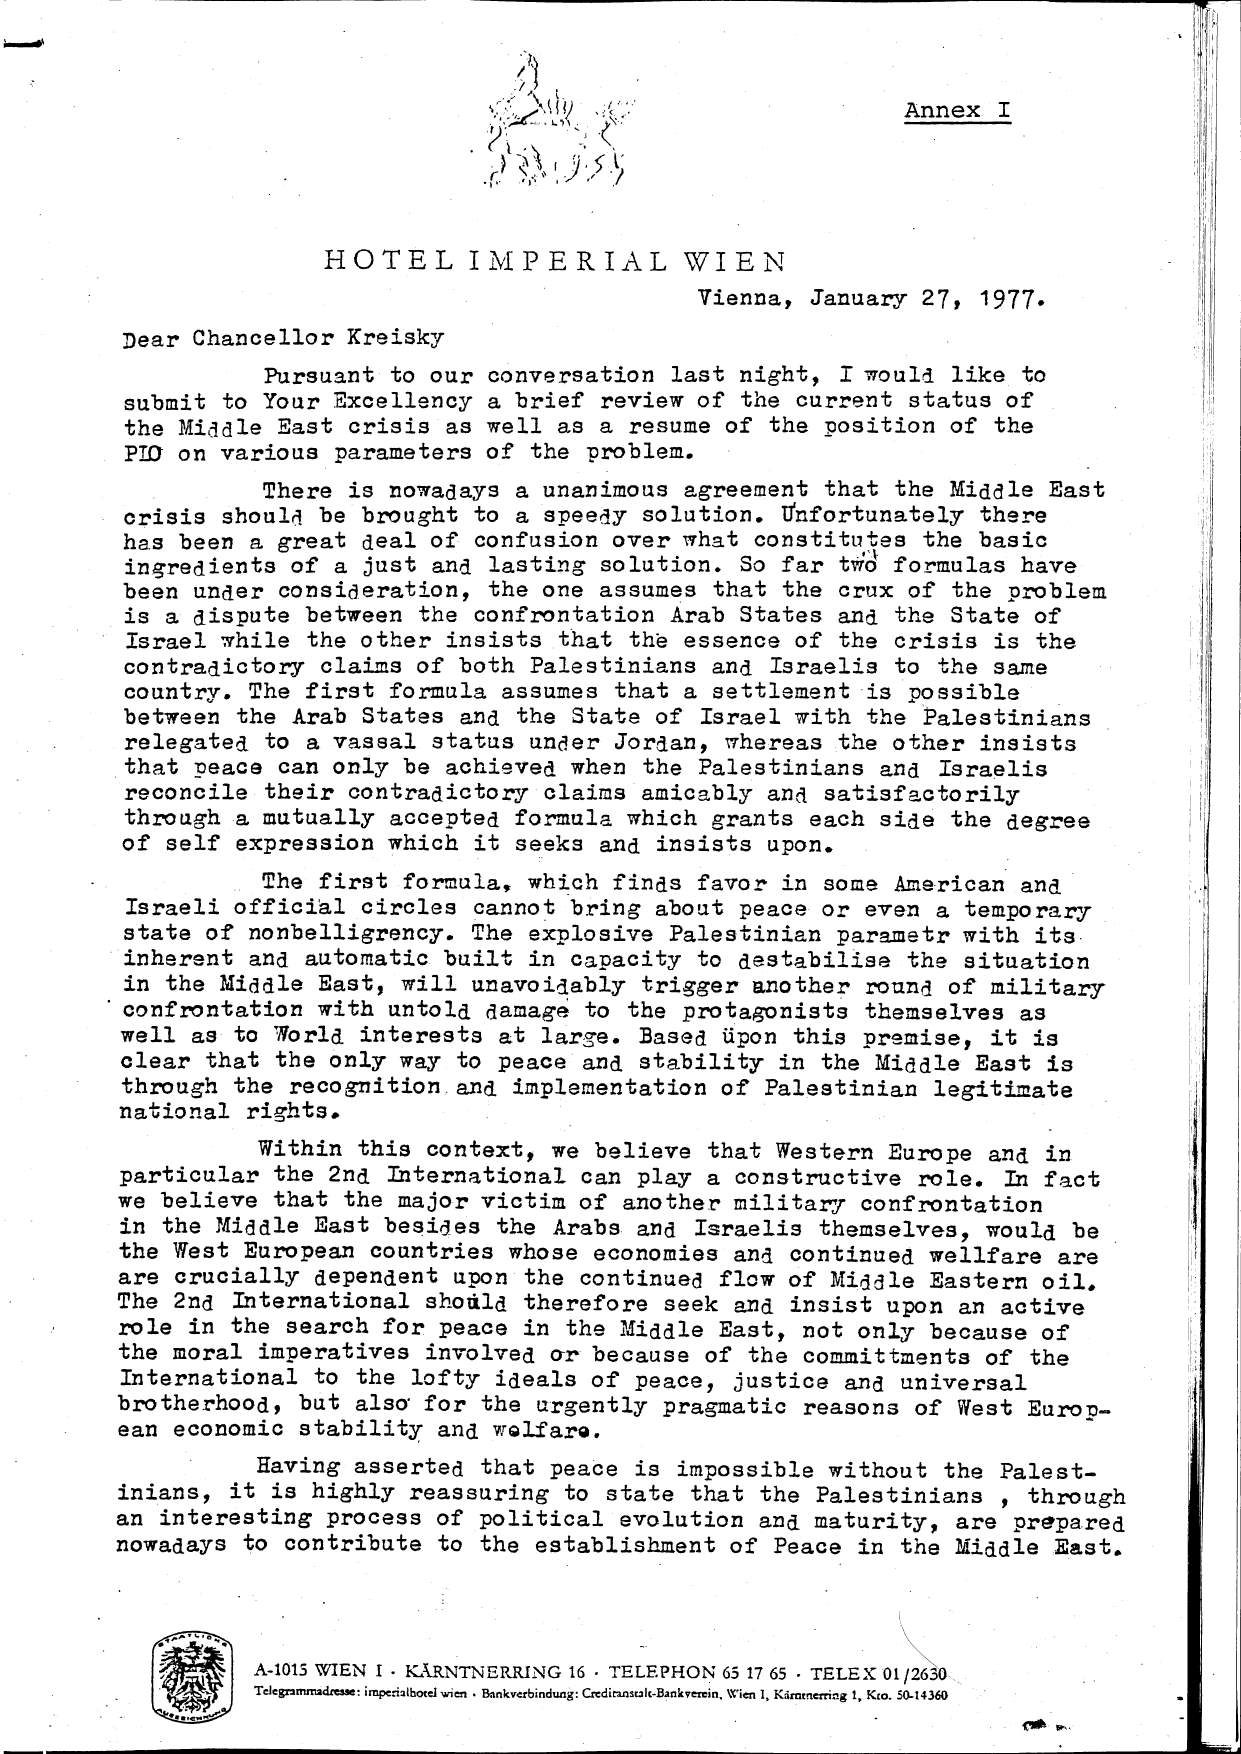 Annex I
HOTEL IMPERIAL WIEN
Vienna, January 27, 1977.
Dear Chancellor Kreisky
Pursuant to our conversation last night, I would like to
submit to Your Excellency a brief review of the current status of
the Middle East crisis as well as a resume of the position of the
PLO on various parameters of the problem.
There is nowadays a unanimous agreement that the Middle East
crisis should be brought to a speedy solution. Unfortunately there
has been a great deal of confusion over what constitutes the basic
ingredients of a just and lasting solution. So far two formulas have
been under consideration, the one assumes that the crux of the problem
is a dispute between the confrontation Arab States and the State of
Israel while the other insists that the essence of the crisis is the
contradictory claims of both Palestinians and Israelis to the same
country. The first formula assumes that a settlement is possible
between the Arab States and the State of Israel with the Palestinians
relegated to a vassal status under Jordan, whereas the other insists
that peace can only be achieved when the Palestinians and Israelis
reconcile their contradictory claims amicably and satisfactorily
through a mutually accepted formula which grants each side the degree
of self expression which it seeks and insists upon.
The first formula, which finds favor in some American and
Israeli official circles cannot bring about peace or even a temporary
state of nonbelligrency. The explosive Palestinian parametr with its
inherent and automatic built in capacity to destabilise the situation
in the Middle East, will unavoidably trigger another round of military
confrontation with untold damage to the protagonists themselves as
well as to World interests at large. Based upon this premise, it is
clear that the only way to peace and stability in the Middle East is
through the recognition and implementation of Palestinian legitimate
national rights.
Within this context, we believe that Western Europe and in
particular the 2nd International can play a constructive role. In fact
we believe that the major victim of another military confrontation
in the Middle East besides the Arabs and Israelis themselves, would be
the West European countries whose economies and continued wellfare are
are crucially dependent upon the continued flow of Middle Eastern oil.
The 2nd International should therefore seek and insist upon an active
role in the search for peace in the Middle East, not only because of
the moral imperatives involved or because of the committments of the
International to the lofty ideals of peace, justice and universal
brotherhood, but also for the urgently pragmatic reasons of West Europ-
ean economic stability and welfare.
Having asserted that peace is impossible without the Palest-
inians, it is highly reassuring to state that the Palestinians , through
an interesting process of political evolution and maturity, are prepared
nowadays to contribute to the establishment of Peace in the Middle East.
STAATLICHE
AUSZEICHNUNG
A-1015 WIEN I · KÄRNTNERRING 16 · TELEPHON 65 17 65 · TELEX 01/2630
Telegrammadresse: imperialhotel wien · Bankverbindung: Creditanstalt-Bankverein, Wien 1, Kärntnerring 1, Kto. 50-14360